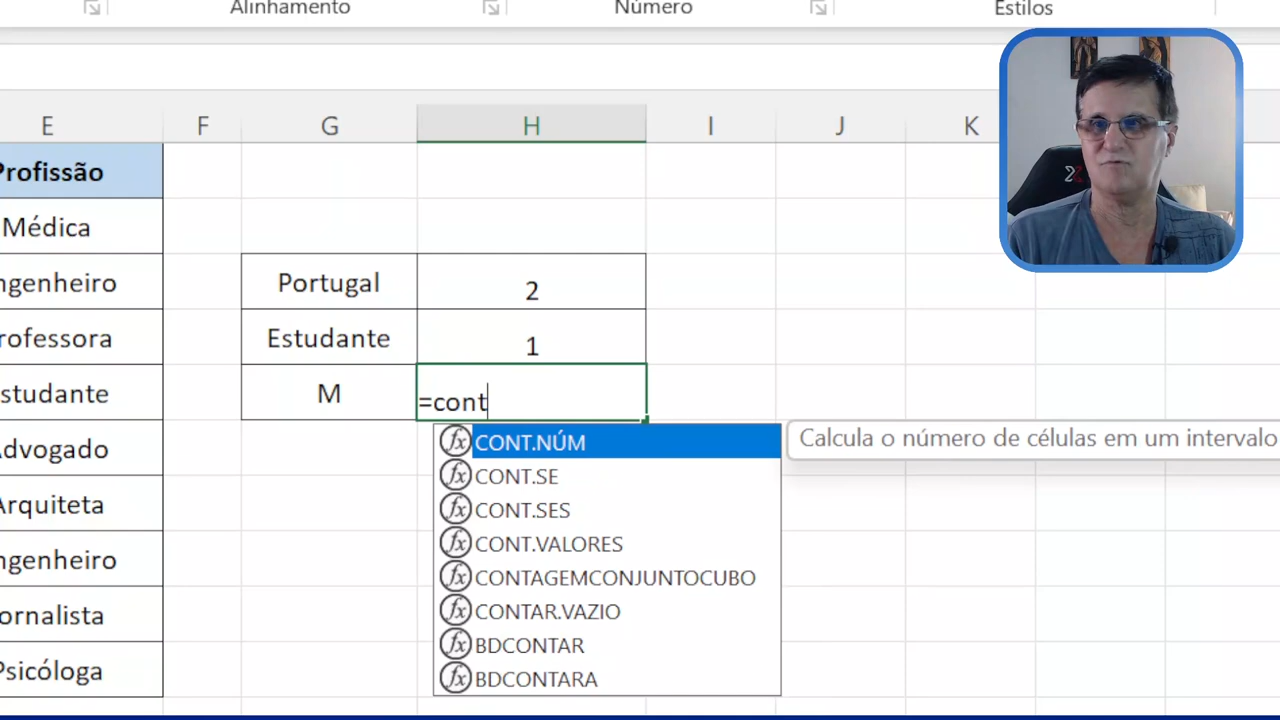 Alinhamento Número Estilos
E F G H I J K
Profissão
Médica
ngenheiro Portugal 2
rofessora Estudante 1
studante M =cont
CONT.NÚM Calcula o número de células em um intervalo
dvogado
CONT.SE
Arquiteta CONT.SES
CONT.VALORES
ngenheiro CONTAGEMCONJUNTOCUBO
ornalista CONTAR.VAZIO
BDCONTAR
Psicóloga BDCONTARA